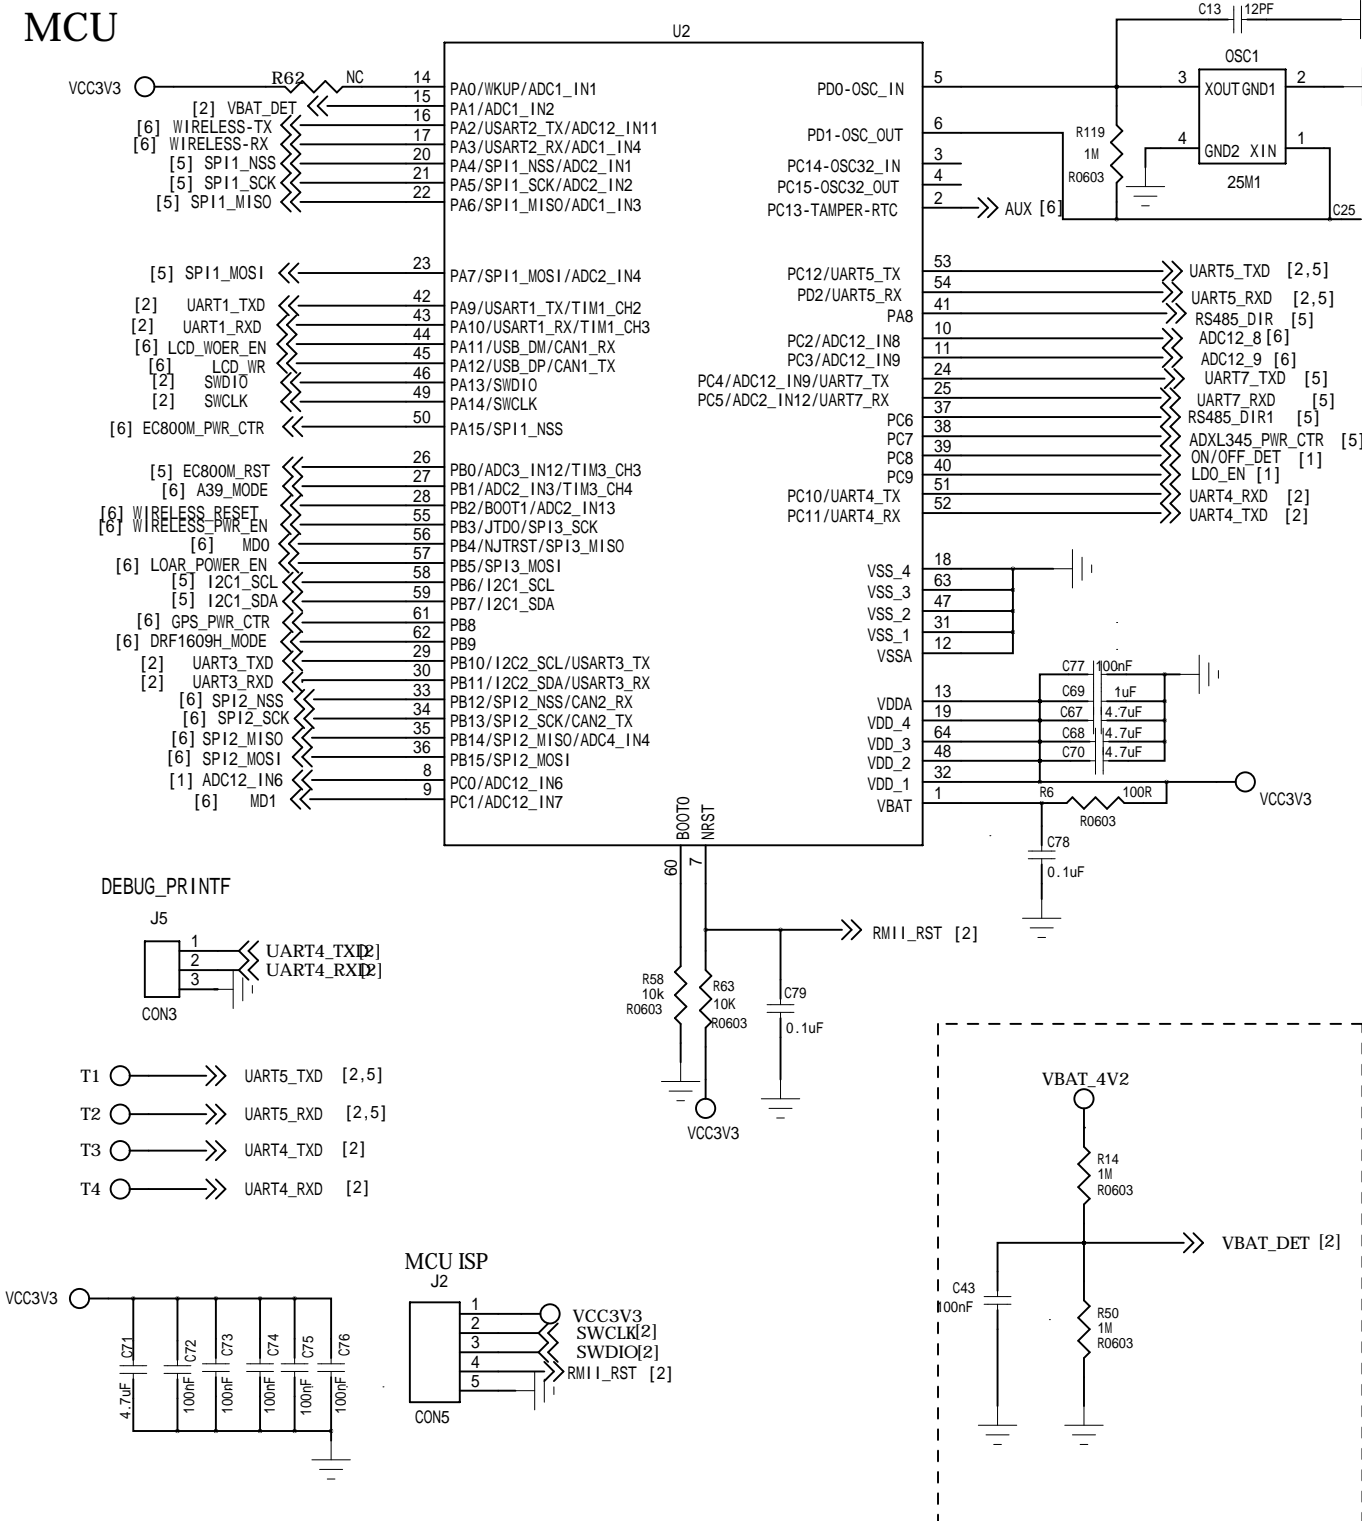 MCU
U2
C13 12PF
OSC1
VCC3V3 R62 NC 14 PA0/WKUP/ADC1_IN1
[2] VBAT_DET 15 PA1/ADC1_IN2
[6] WIRELESS-TX 16 PA2/USART2_TX/ADC12_IN11
[6] WIRELESS-RX 17 PA3/USART2_RX/ADC1_IN4
[5] SPI1_NSS 20 PA4/SPI1_NSS/ADC2_IN1
[5] SPI1_SCK 21 PA5/SPI1_SCK/ADC2_IN2
[5] SPI1_MISO 22 PA6/SPI1_MISO/ADC1_IN3
[5] SPI1_MOSI 23 PA7/SPI1_MOSI/ADC2_IN4
[2] UART1_TXD 42 PA9/USART1_TX/TIM1_CH2
[2] UART1_RXD 43 PA10/USART1_RX/TIM1_CH3
[6] LCD_WOER_EN 44 PA11/USB_DM/CAN1_RX
[6] LCD_WR 45 PA12/USB_DP/CAN1_TX
[2] SWDIO 46 PA13/SWDIO
[2] SWCLK 49 PA14/SWCLK
[6] EC800M_PWR_CTR 50 PA15/SPI1_NSS
[5] EC800M_RST 26 PB0/ADC3_IN12/TIM3_CH3
[6] A39_MODE 27 PB1/ADC2_IN3/TIM3_CH4
[6] WIRELESS_RESET 28 PB2/BOOT1/ADC2_IN13
[6] WIRELESS_PWR_EN 55 PB3/JTDO/SPI3_SCK
[6] MD0 56 PB4/NJTRST/SPI3_MISO
[6] LOAR_POWER_EN 57 PB5/SPI3_MOSI
[5] I2C1_SCL 58 PB6/I2C1_SCL
[5] I2C1_SDA 59 PB7/I2C1_SDA
[6] GPS_PWR_CTR 61 PB8
[6] DRF1609H_MODE 62 PB9
[2] UART3_TXD 29 PB10/I2C2_SCL/USART3_TX
[2] UART3_RXD 30 PB11/I2C2_SDA/USART3_RX
[6] SPI2_NSS 33 PB12/SPI2_NSS/CAN2_RX
[6] SPI2_SCK 34 PB13/SPI2_SCK/CAN2_TX
[6] SPI2_MISO 35 PB14/SPI2_MISO/ADC4_IN4
[6] SPI2_MOSI 36 PB15/SPI2_MOSI
[1] ADC12_IN6 8 PC0/ADC12_IN6
[6] MD1 9 PC1/ADC12_IN7
PD0-OSC_IN 5
PD1-OSC_OUT 6
PC14-OSC32_IN 3
PC15-OSC32_OUT 4
PC13-TAMPER-RTC 2 AUX [6]
R119
1M
R0603
3 XOUT GND1 2
4 GND2 XIN 1
25M1
C25
PC12/UART5_TX 53 UART5_TXD [2,5]
PD2/UART5_RX 54 UART5_RXD [2,5]
PA8 41 RS485_DIR [5]
PC2/ADC12_IN8 10 ADC12_8 [6]
PC3/ADC12_IN9 11 ADC12_9 [6]
PC4/ADC12_IN9/UART7_TX 24 UART7_TXD [5]
PC5/ADC2_IN12/UART7_RX 25 UART7_RXD [5]
PC6 37 RS485_DIR1 [5]
PC7 38 ADXL345_PWR_CTR [5]
PC8 39 ON/OFF_DET [1]
PC9 40 LDO_EN [1]
PC10/UART4_TX 51 UART4_RXD [2]
PC11/UART4_RX 52 UART4_TXD [2]
VSS_4 18
VSS_3 63
VSS_2 47
VSS_1 31
VSSA 12
C77 100nF
VDDA 13 C69 1uF
VDD_4 19 C67 4.7uF
VDD_3 64 C68 4.7uF
VDD_2 48 C70 4.7uF
VDD_1 32
VBAT 1 R6 100R
R0603
VCC3V3
BOOT0 NRST
60 7
C78
0.1uF
RMII_RST [2]
R58
10k
R0603
R63
10K
R0603
C79
0.1uF
VCC3V3
DEBUG_PRINTF
J5
1 UART4_TXD[2]
2 UART4_RXD[2]
3
CON3
T1 UART5_TXD [2,5]
T2 UART5_RXD [2,5]
T3 UART4_TXD [2]
T4 UART4_RXD [2]
VBAT_4V2
R14
1M
R0603
VBAT_DET [2]
C43
100nF
R50
1M
R0603
VCC3V3
C71 C72 C73 C74 C75 C76
4.7uF 100nF 100nF 100nF 100nF 100nF
MCU ISP
J2
1 VCC3V3
2 SWCLK[2]
3 SWDIO[2]
4 RMII_RST [2]
5
CON5